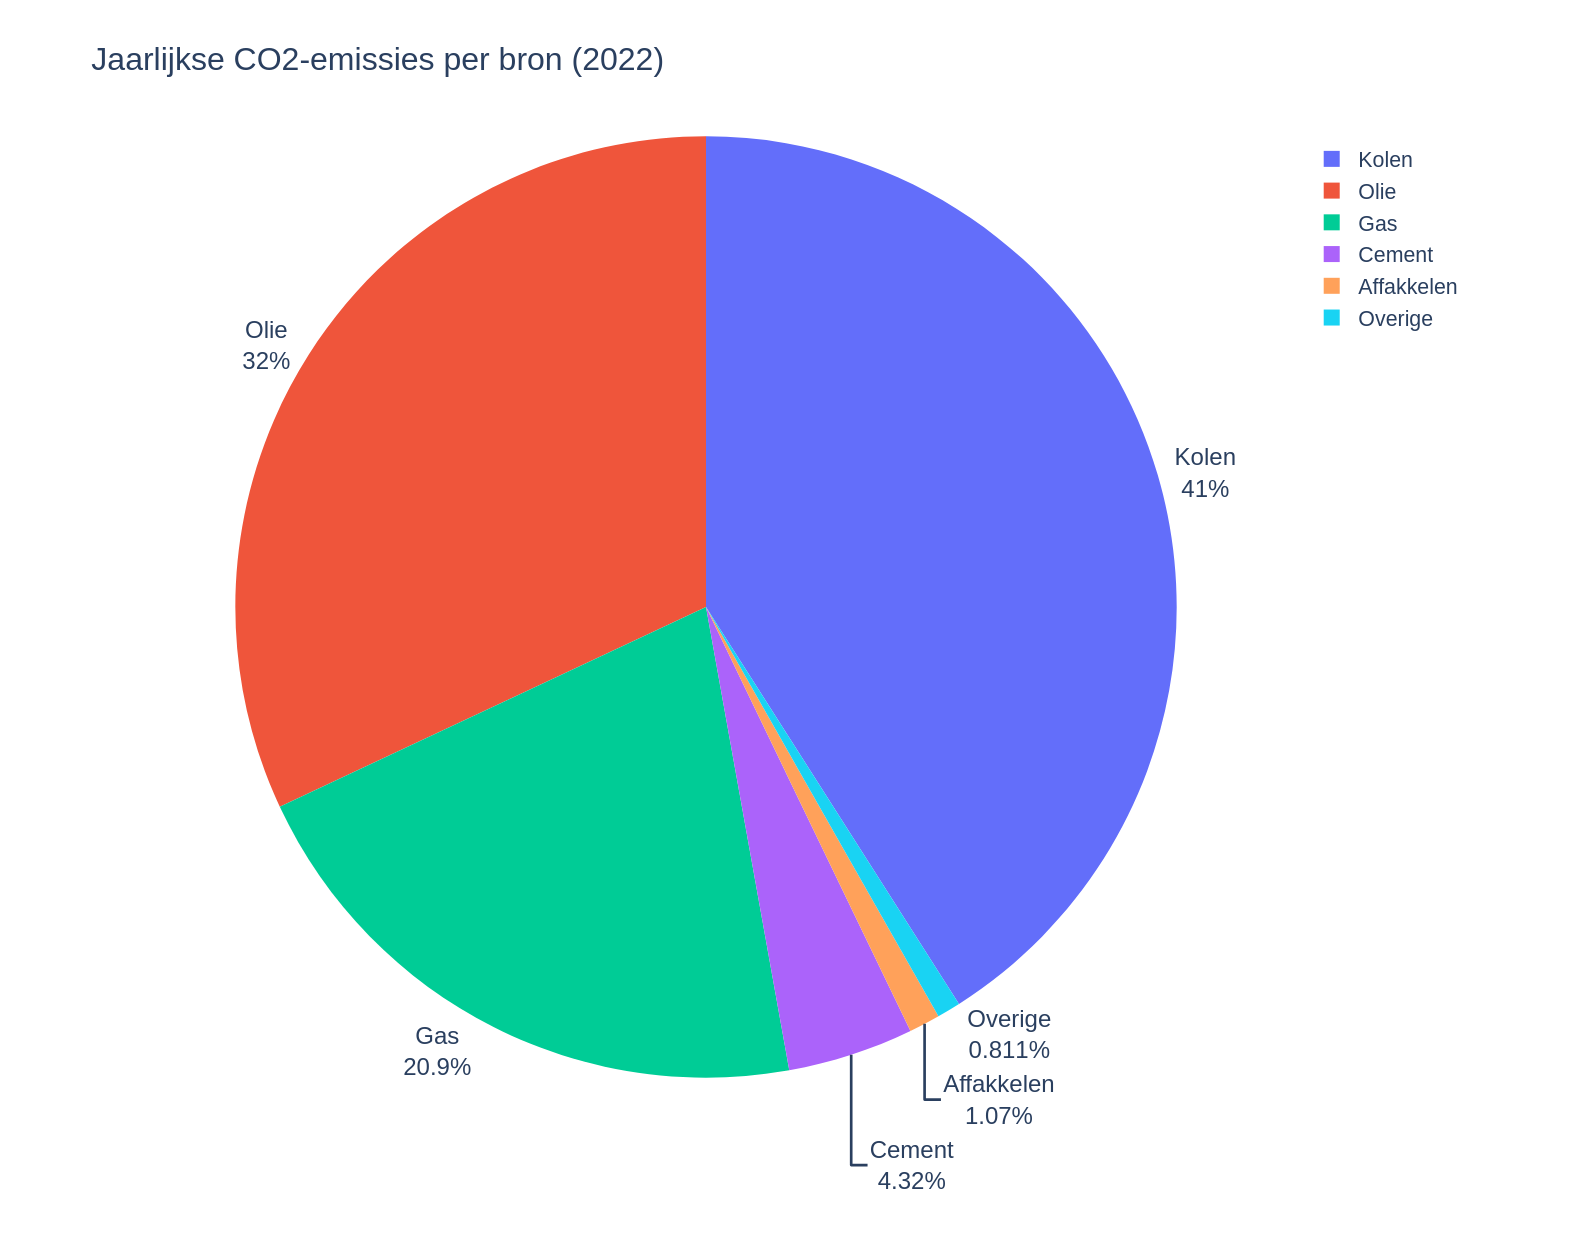 Jaarlijkse CO2-emissies per bron (2022)
Kolen
Olie
Gas
Cement
Affakkelen
Overige
Olie
32%
Kolen
41%
Gas
20.9%
Overige
0.811%
Affakkelen
1.07%
Cement
4.32%